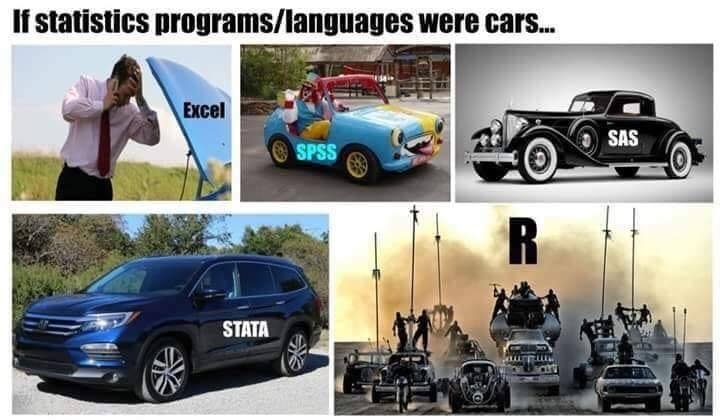 If statistics programs/languages were cars...
Excel
SPSS
SAS
STATA
R